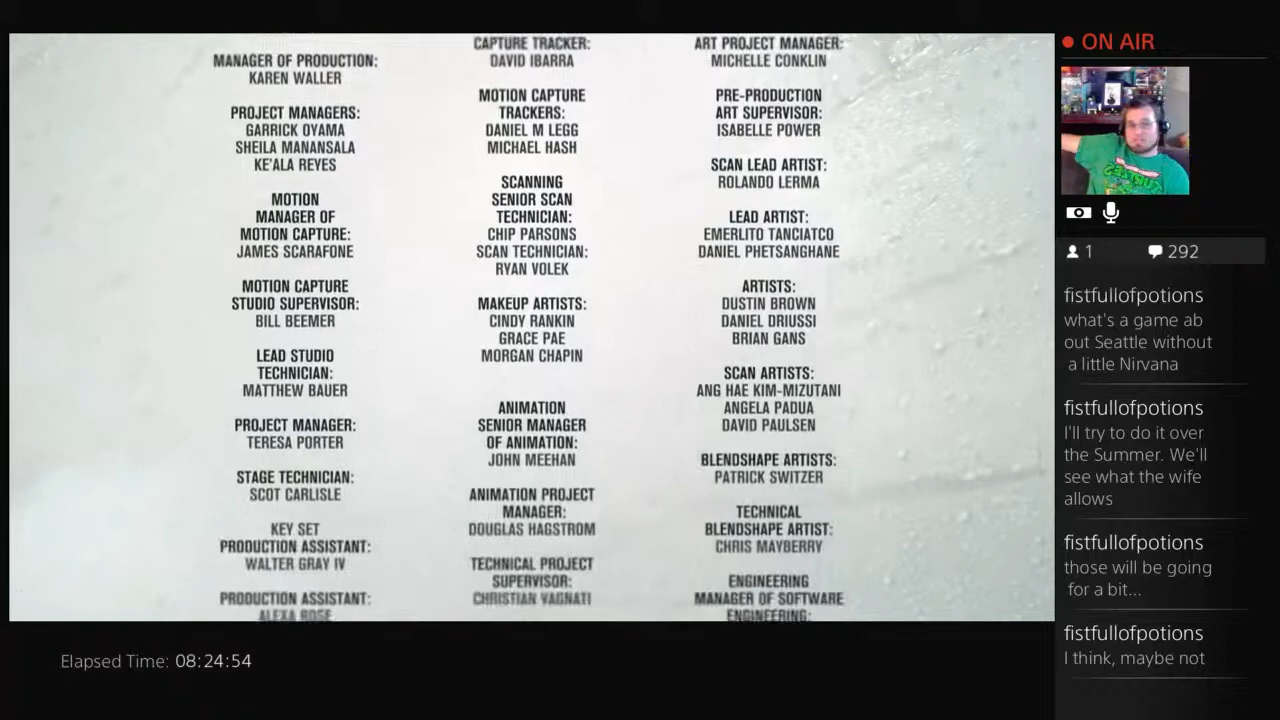 MANAGER OF PRODUCTION:
KAREN WALLER
PROJECT MANAGERS:
GARRICK OYAMA
SHEILA MANANSALA
KE'ALA REYES
MOTION
MANAGER OF
MOTION CAPTURE:
JAMES SCARAFONE
MOTION CAPTURE
STUDIO SUPERVISOR:
BILL BEEMER
LEAD STUDIO
TECHNICIAN:
MATTHEW BAUER
PROJECT MANAGER:
TERESA PORTER
STAGE TECHNICIAN:
SCOT CARLISLE
KEY SET
PRODUCTION ASSISTANT:
WALTER GRAY IV
PRODUCTION ASSISTANT:
ALEXA ROSE
CAPTURE TRACKER:
DAVID IBARRA
MOTION CAPTURE
TRACKERS:
DANIEL M LEGG
MICHAEL HASH
SCANNING
SENIOR SCAN
TECHNICIAN:
CHIP PARSONS
SCAN TECHNICIAN:
RYAN VOLEK
MAKEUP ARTISTS:
CINDY RANKIN
GRACE PAE
MORGAN CHAPIN
ANIMATION
SENIOR MANAGER
OF ANIMATION:
JOHN MEEHAN
ANIMATION PROJECT
MANAGER:
DOUGLAS HAGSTROM
TECHNICAL PROJECT
SUPERVISOR:
CHRISTIAN VAGNATI
ART PROJECT MANAGER:
MICHELLE CONKLIN
PRE-PRODUCTION
ART SUPERVISOR:
ISABELLE POWER
SCAN LEAD ARTIST:
ROLANDO LERMA
LEAD ARTIST:
EMERLITO TANCIATCO
DANIEL PHETSANGHANE
ARTISTS:
DUSTIN BROWN
DANIEL DRIUSSI
BRIAN GANS
SCAN ARTISTS:
ANG HAE KIM-MIZUTANI
ANGELA PADUA
DAVID PAULSEN
BLENDSHAPE ARTISTS:
PATRICK SWITZER
TECHNICAL
BLENDSHAPE ARTIST:
CHRIS MAYBERRY
ENGINEERING
MANAGER OF SOFTWARE
ENGINEERING:
ON AIR
1
292
fistfullofpotions
what's a game ab
out Seattle without
a little Nirvana
fistfullofpotions
I'll try to do it over
the Summer. We'll
see what the wife
allows
fistfullofpotions
those will be going
for a bit...
fistfullofpotions
I think, maybe not
Elapsed Time: 08:24:54